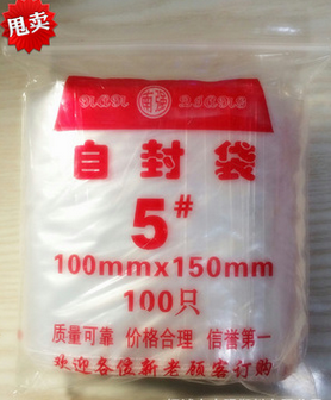 甩卖
自封袋
5#
100mmx150mm
100只
质量可靠 价格合理 信誉第一
欢迎各位新老顾客订购